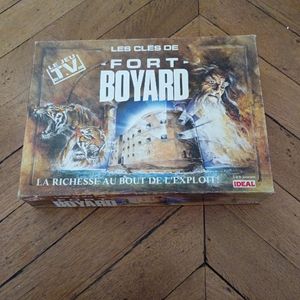 LES CLÉS DE
FORT
BOYARD
LE JEU
TV
LA RICHESSE AU BOUT DE L'EXPLOIT!
IDEAL
BOYARD